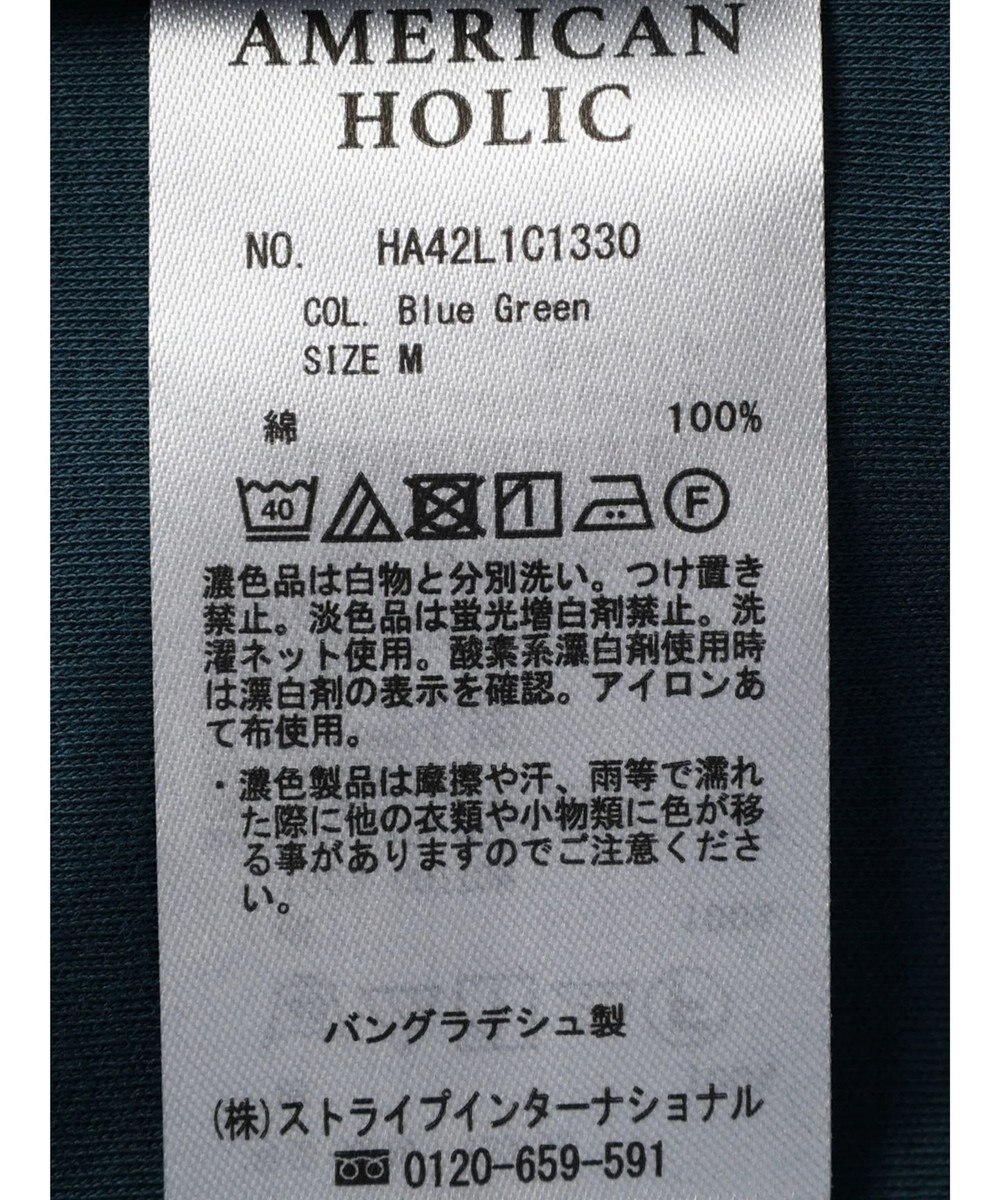 AMERICAN
HOLIC
NO. HA42L1C1330
COL. Blue Green
SIZE M
綿 100%
40 F
濃色品は白物と分別洗い。つけ置き
禁止。淡色品は蛍光増白剤禁止。洗
濯ネット使用。酸素系漂白剤使用時
は漂白剤の表示を確認。アイロンあ
て布使用。
・濃色製品は摩擦や汗、雨等で濡れ
た際に他の衣類や小物類に色が移
る事がありますのでご注意くださ
い。
バングラデシュ製
(株)ストライプインターナショナル
0120-659-591